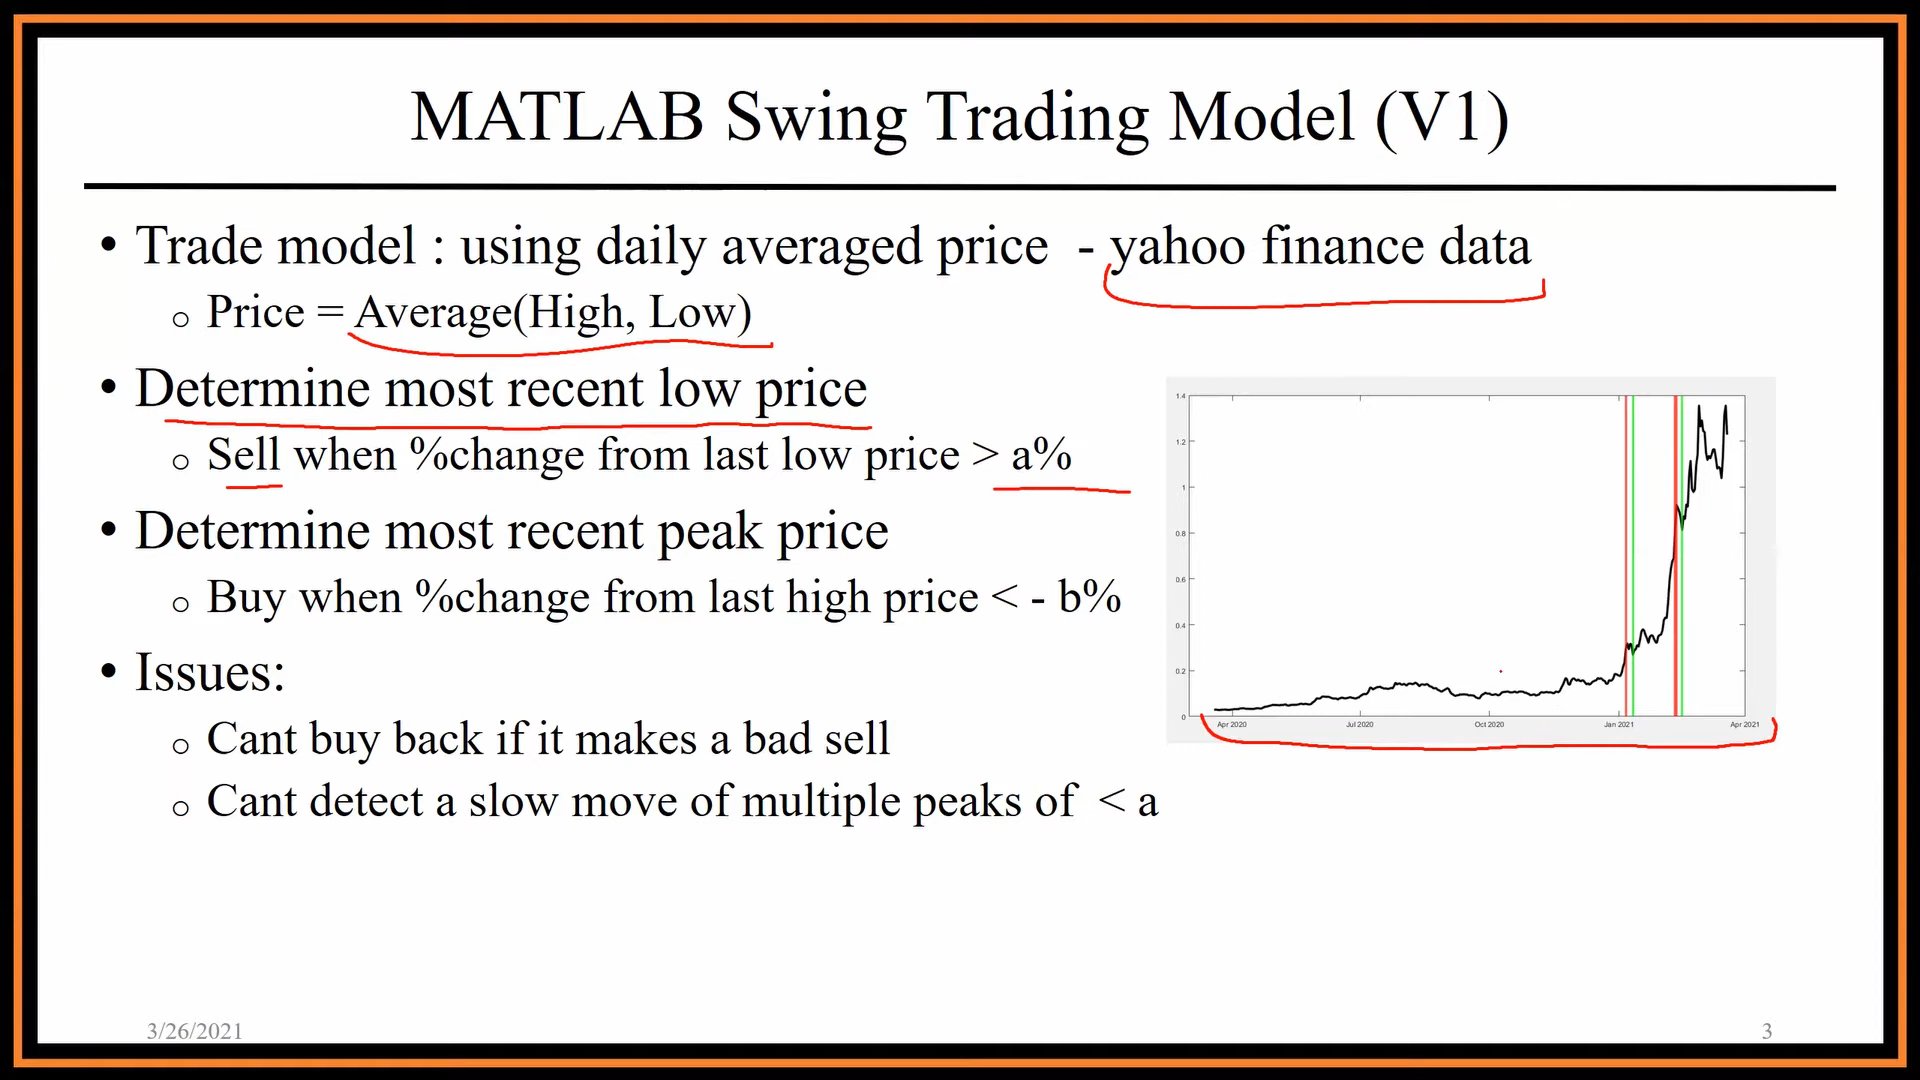 MATLAB Swing Trading Model (V1)
• Trade model : using daily averaged price - yahoo finance data
o Price = Average(High, Low)
• Determine most recent low price
o Sell when %change from last low price > a%
• Determine most recent peak price
o Buy when %change from last high price < - b%
• Issues:
o Cant buy back if it makes a bad sell
o Cant detect a slow move of multiple peaks of < a
1.4
1.2
1
0.8
0.6
0.4
0.2
0
Apr 2020 Jul 2020 Oct 2020 Jan 2021 Apr 2021
3/26/2021
3